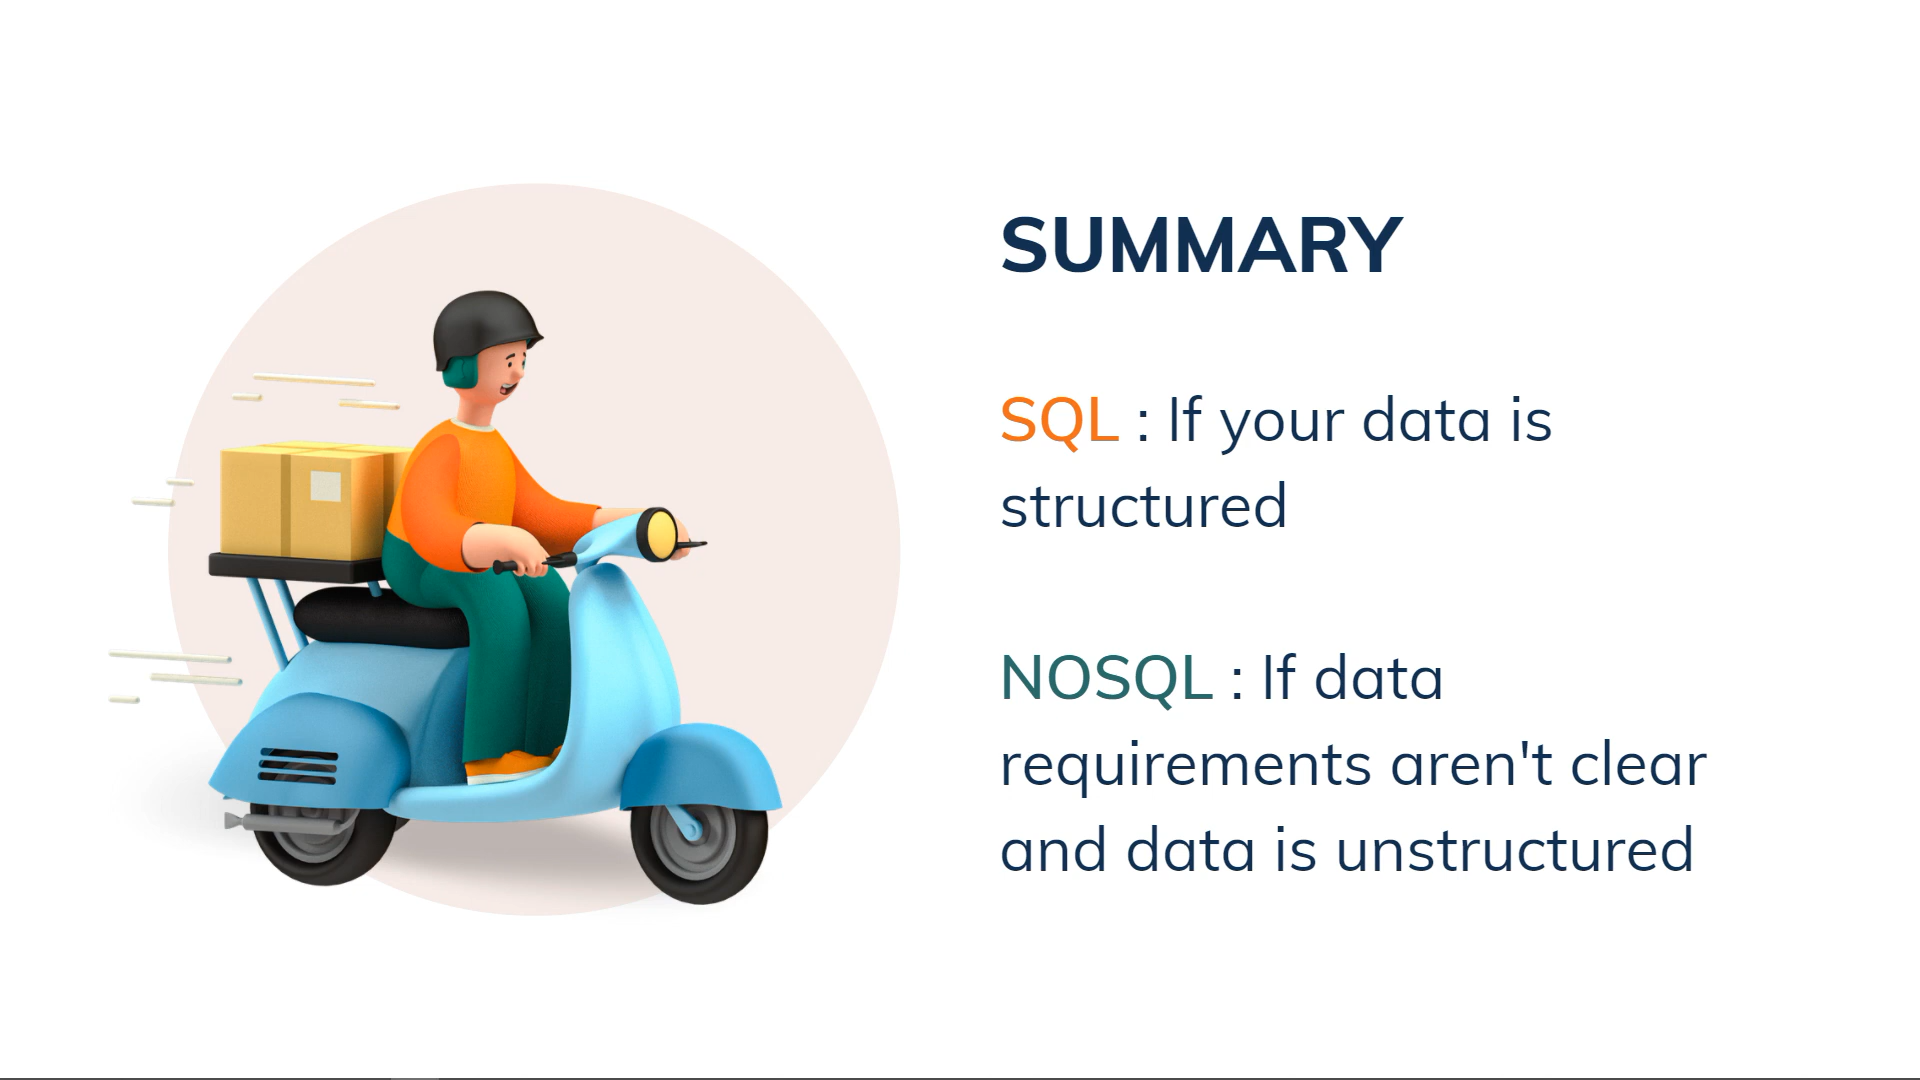 SUMMARY
SQL : If your data is
structured
NOSQL : If data
requirements aren't clear
and data is unstructured